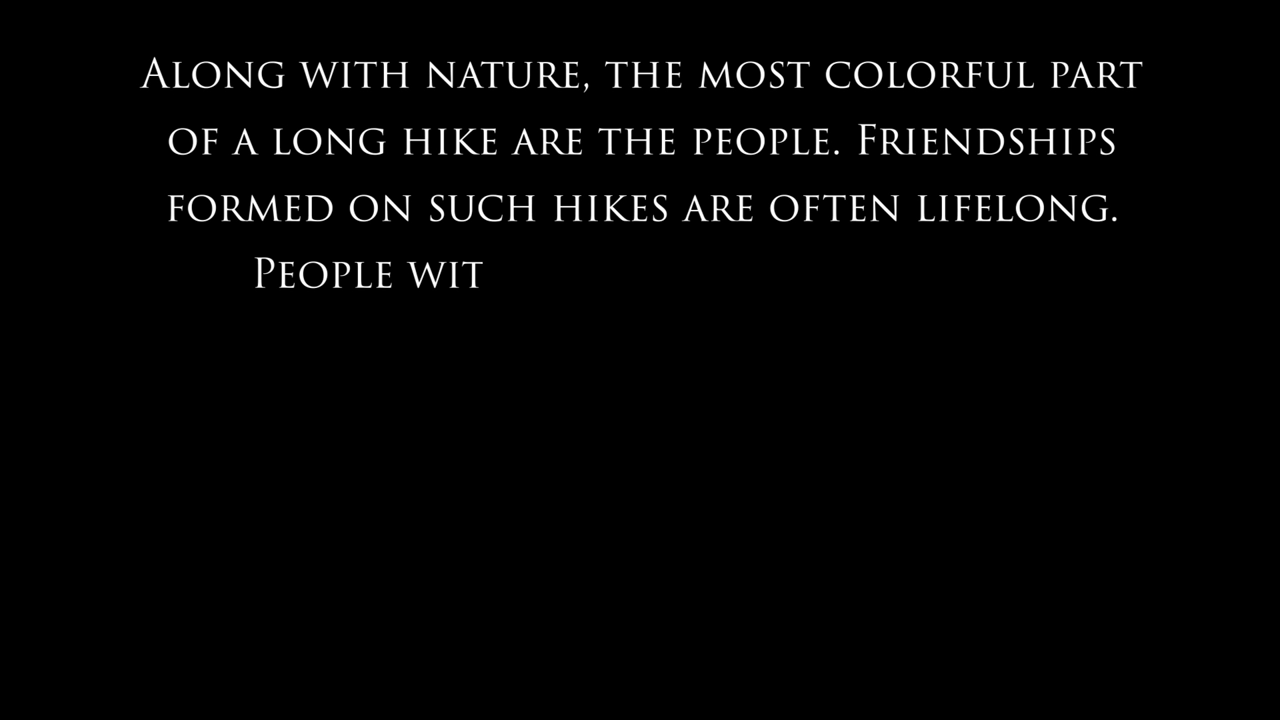 Along with nature, the most colorful part
of a long hike are the people. Friendships
formed on such hikes are often lifelong.
People wit